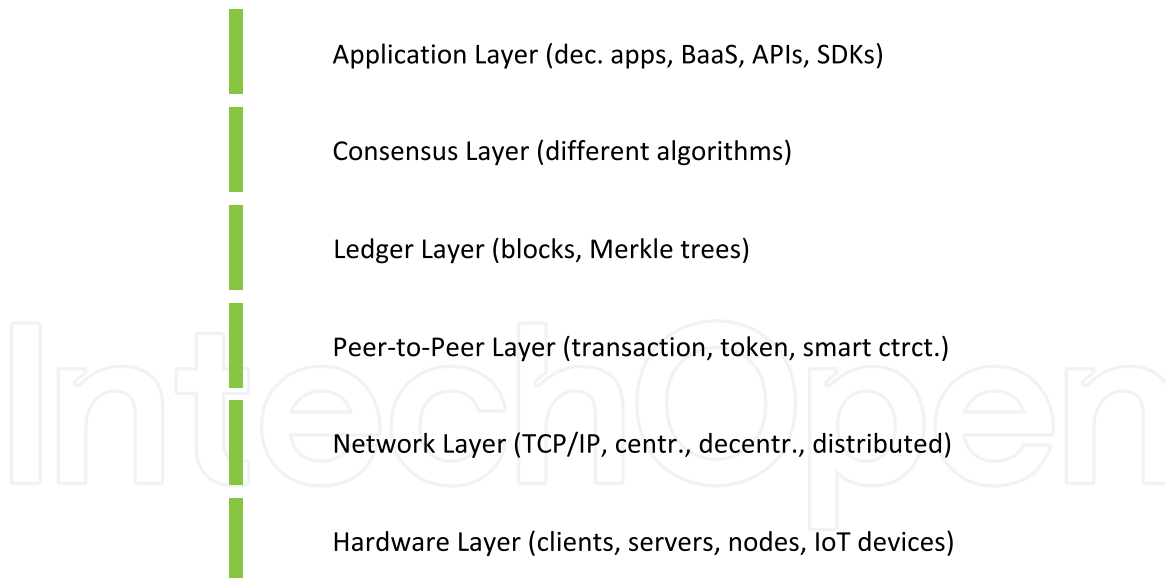 Application Layer (dec. apps, BaaS, APIs, SDKs)
Consensus Layer (different algorithms)
Ledger Layer (blocks, Merkle trees)
Peer-to-Peer Layer (transaction, token, smart ctrct.)
Network Layer (TCP/IP, centr., decentr., distributed)
Hardware Layer (clients, servers, nodes, IoT devices)
IntechOpen